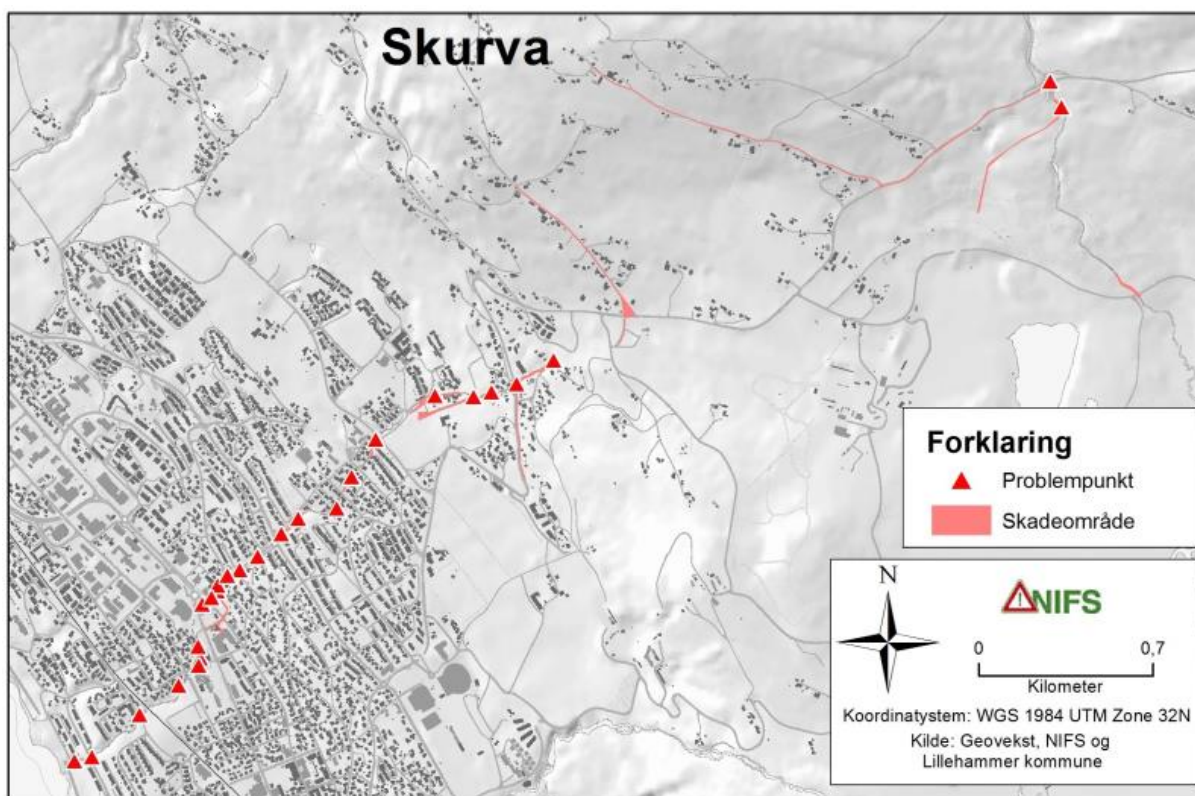 Skurva
Forklaring
Problempunkt
Skadeområde
N
NIFS
0 0,7
Kilometer
Koordinatystem: WGS 1984 UTM Zone 32N
Kilde: Geovekst, NIFS og
Lillehammer kommune